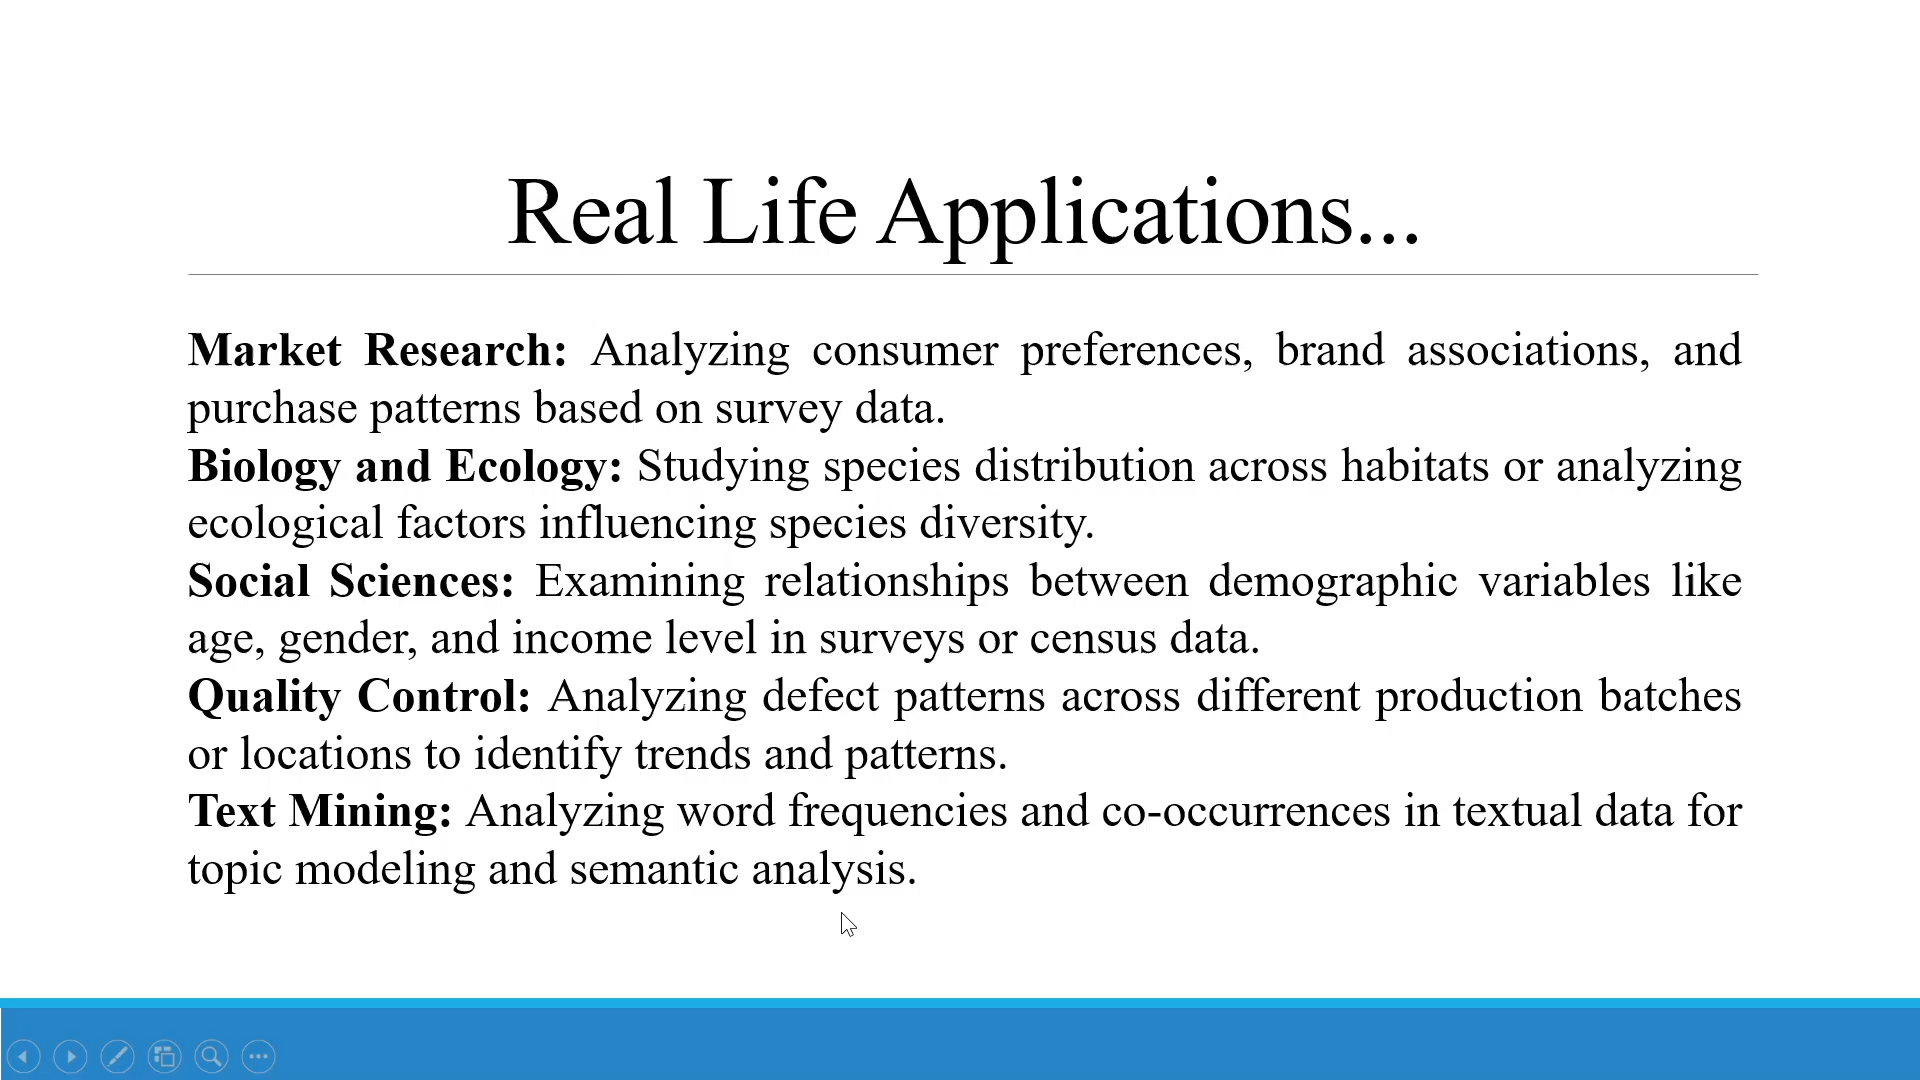 Real Life Applications...
Market Research: Analyzing consumer preferences, brand associations, and
purchase patterns based on survey data.
Biology and Ecology: Studying species distribution across habitats or analyzing
ecological factors influencing species diversity.
Social Sciences: Examining relationships between demographic variables like
age, gender, and income level in surveys or census data.
Quality Control: Analyzing defect patterns across different production batches
or locations to identify trends and patterns.
Text Mining: Analyzing word frequencies and co-occurrences in textual data for
topic modeling and semantic analysis.